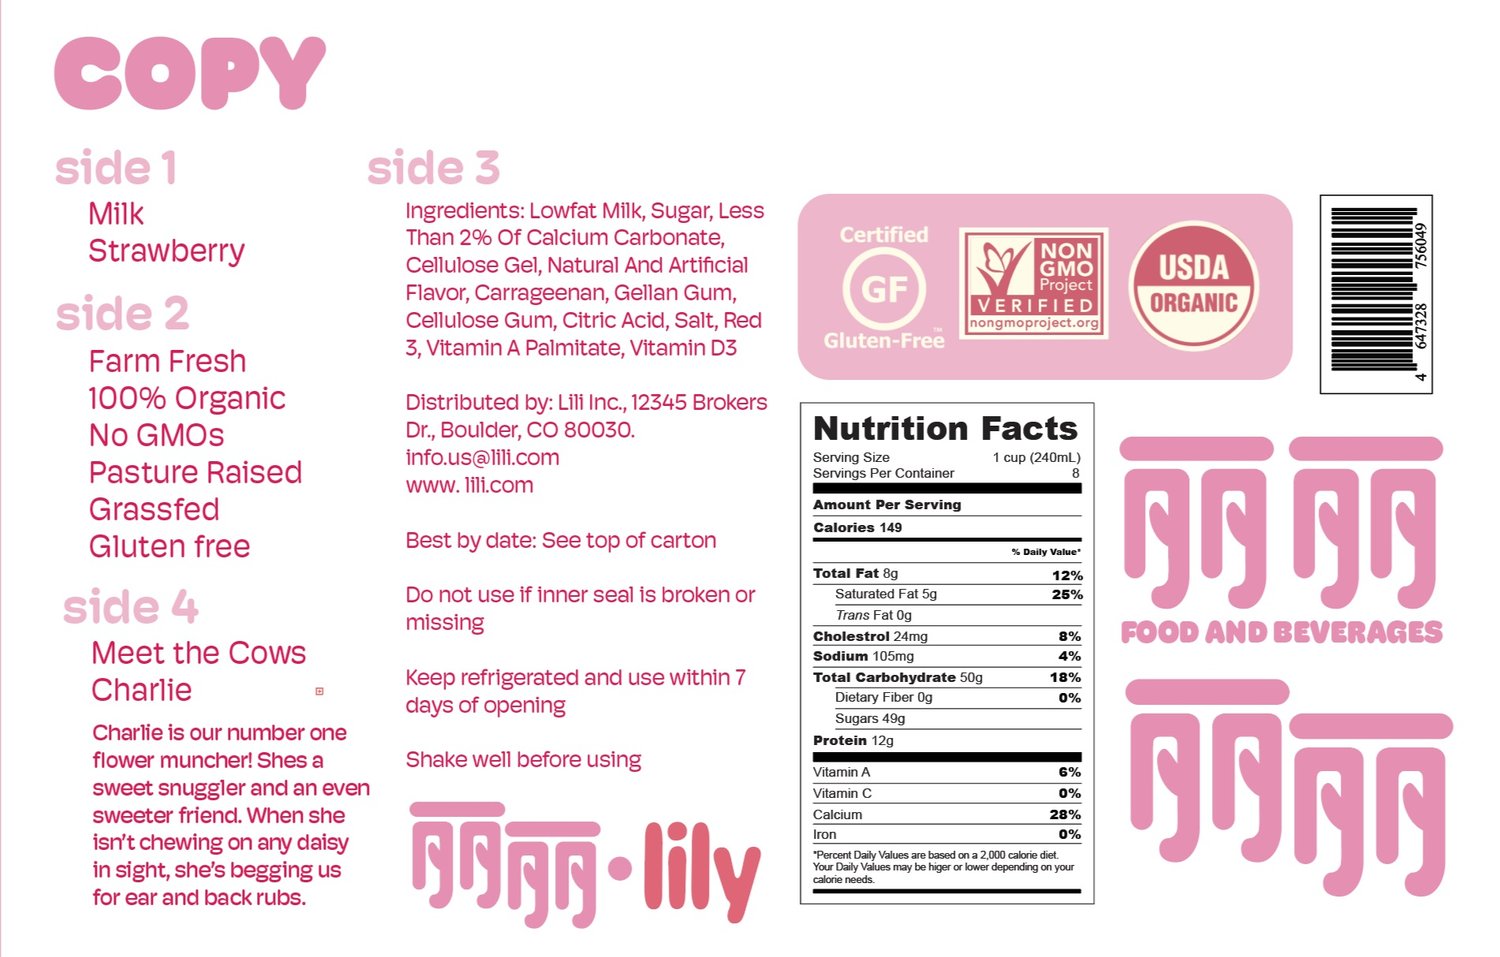 COPY
side 1
Milk
Strawberry
side 2
Farm Fresh
100% Organic
No GMOs
Pasture Raised
Grassfed
Gluten free
side 4
Meet the Cows
Charlie
Charlie is our number one
flower muncher! Shes a
sweet snuggler and an even
sweeter friend. When she
isn't chewing on any daisy
in sight, she's begging us
for ear and back rubs.
side 3
Ingredients: Lowfat Milk, Sugar, Less
Than 2% Of Calcium Carbonate,
Cellulose Gel, Natural And Artificial
Flavor, Carrageenan, Gellan Gum,
Cellulose Gum, Citric Acid, Salt, Red
3, Vitamin A Palmitate, Vitamin D3
Distributed by: Lili Inc., 12345 Brokers
Dr., Boulder, CO 80030.
info.us@lili.com
www. lili.com
Best by date: See top of carton
Do not use if inner seal is broken or
missing
Keep refrigerated and use within 7
days of opening
Shake well before using
lily
Certified
GF
Gluten-Free™
NON
GMO
Project
VERIFIED
nongmoproject.org
USDA
ORGANIC
4 647328 756049
Nutrition Facts
Serving Size 1 cup (240mL)
Servings Per Container 8
Amount Per Serving
Calories 149
% Daily Value*
Total Fat 8g 12%
Saturated Fat 5g 25%
Trans Fat 0g
Cholestrol 24mg 8%
Sodium 105mg 4%
Total Carbohydrate 50g 18%
Dietary Fiber 0g 0%
Sugars 49g
Protein 12g
Vitamin A 6%
Vitamin C 0%
Calcium 28%
Iron 0%
*Percent Daily Values are based on a 2,000 calorie diet.
Your Daily Values may be higer or lower depending on your
calorie needs.
FOOD AND BEVERAGES